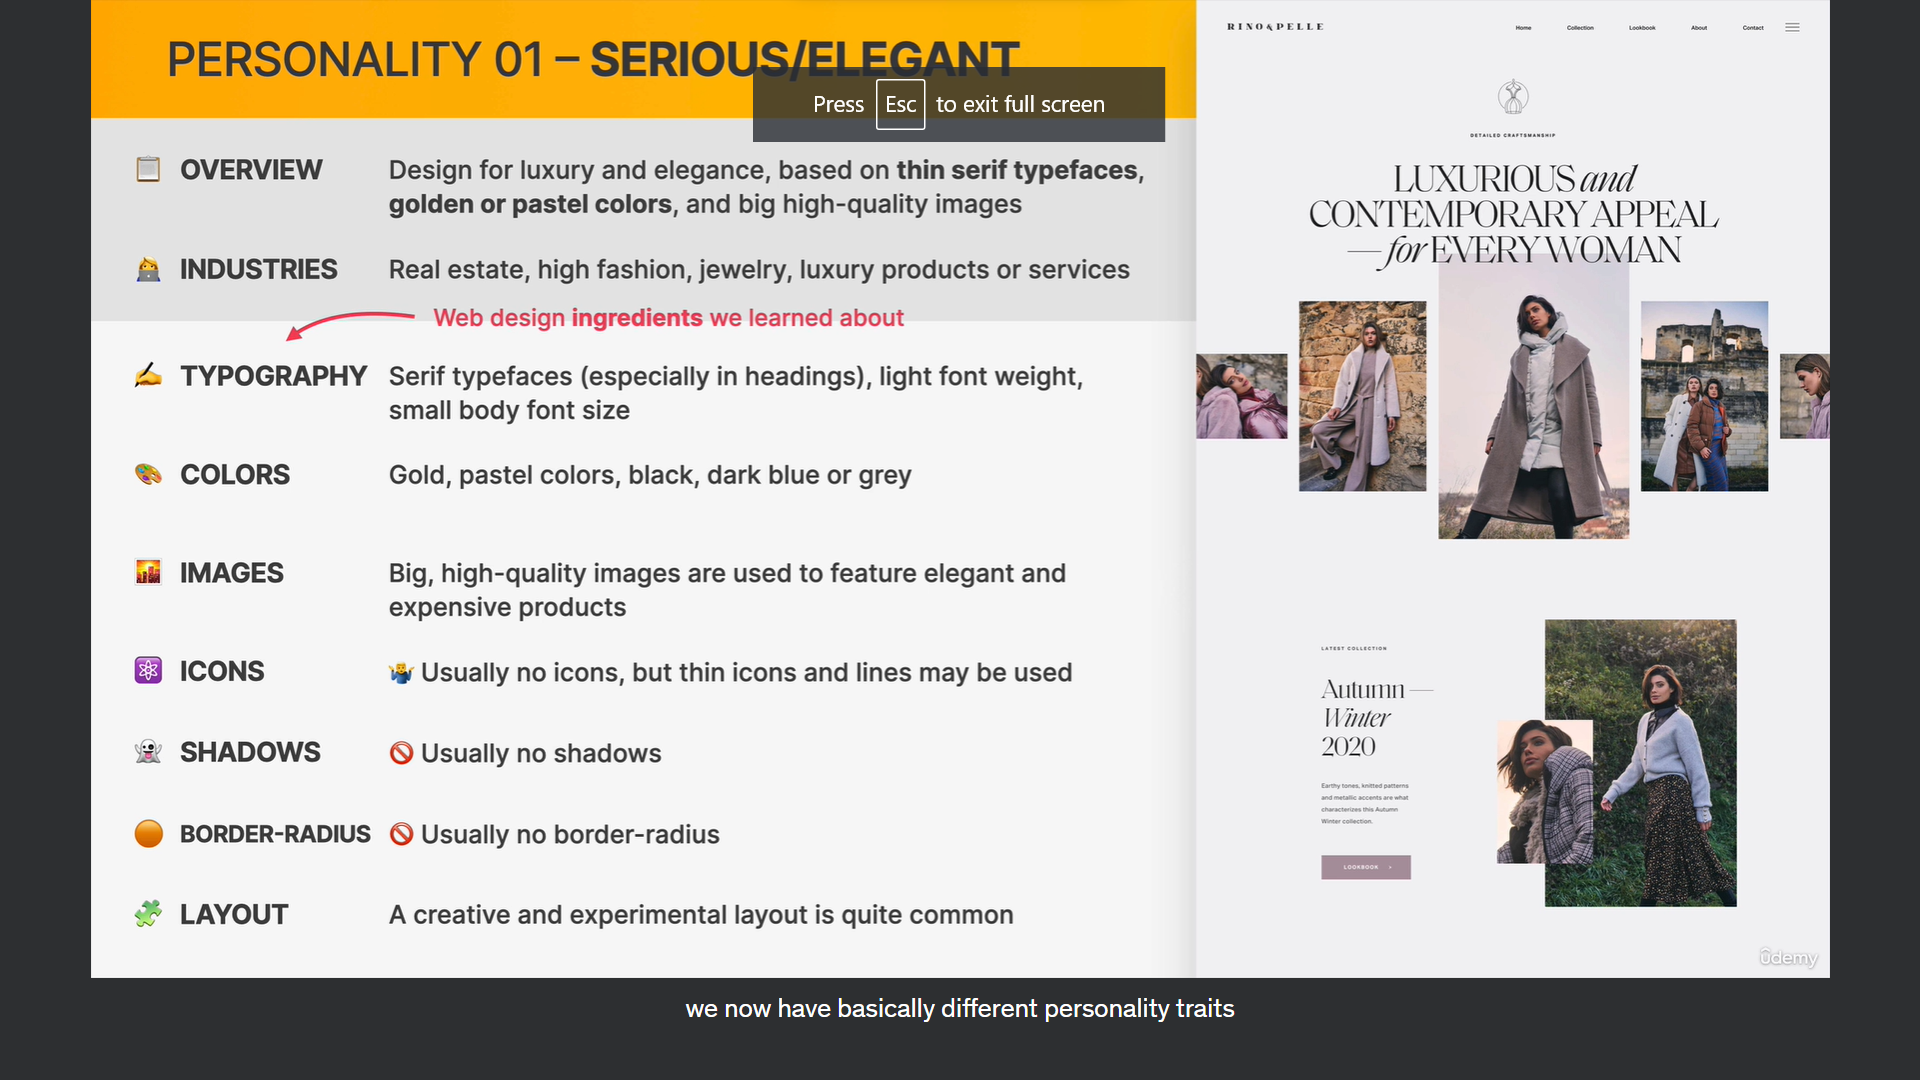 PERSONALITY 01 – SERIOUS/ELEGANT
Press Esc to exit full screen
OVERVIEW
Design for luxury and elegance, based on thin serif typefaces,
golden or pastel colors, and big high-quality images
INDUSTRIES
Real estate, high fashion, jewelry, luxury products or services
Web design ingredients we learned about
TYPOGRAPHY
Serif typefaces (especially in headings), light font weight,
small body font size
COLORS
Gold, pastel colors, black, dark blue or grey
IMAGES
Big, high-quality images are used to feature elegant and
expensive products
ICONS
Usually no icons, but thin icons and lines may be used
SHADOWS
Usually no shadows
BORDER-RADIUS
Usually no border-radius
LAYOUT
A creative and experimental layout is quite common
RINO&PELLE
Home Collection Lookbook About Contact
DETAILED CRAFTSMANSHIP
LUXURIOUS and
CONTEMPORARY APPEAL
— for EVERY WOMAN
LATEST COLLECTION
Autumn —
Winter
2020
Earthy tones, knitted patterns
and metallic accents are what
characterizes this Autumn
Winter collection.
LOOKBOOK
udemy
we now have basically different personality traits